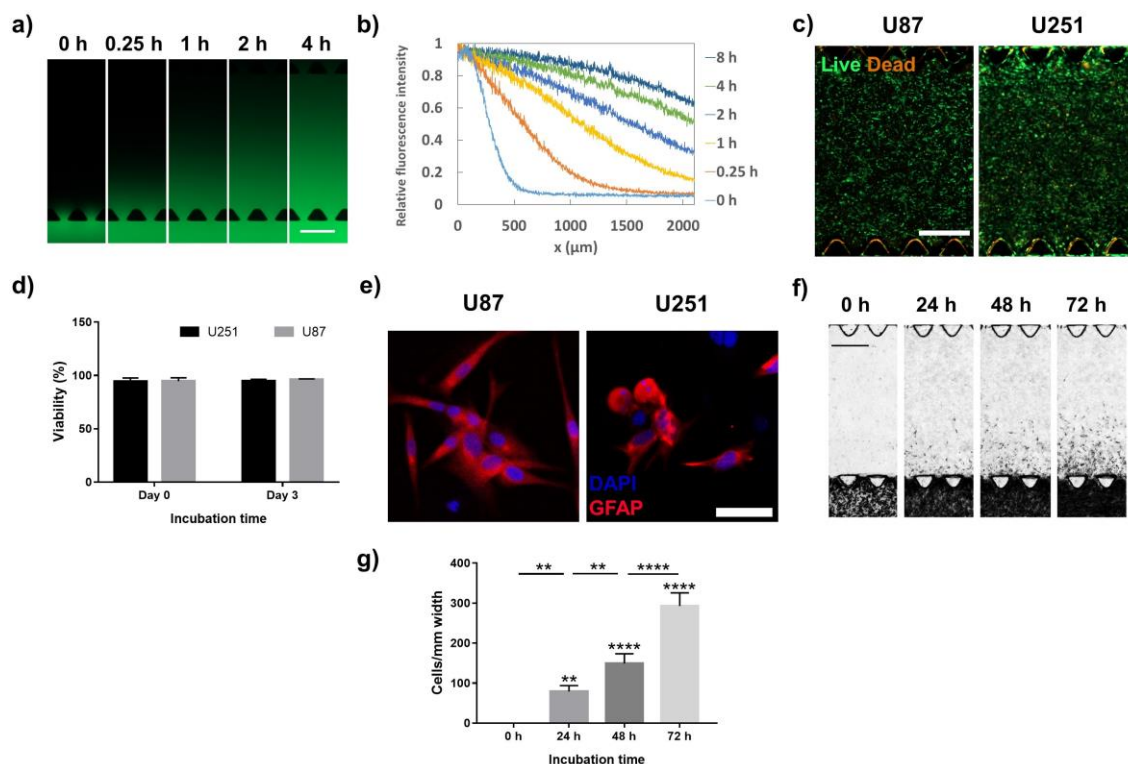 a)
0 h 0.25 h 1 h 2 h 4 h
b)
Relative fluorescence intensity
1
0.8
0.6
0.4
0.2
0
0 500 1000 1500 2000
x (µm)
8 h
4 h
2 h
1 h
0.25 h
0 h
c)
U87 U251
Live Dead
d)
Viability (%)
150
100
50
0
U251 U87
Day 0 Day 3
Incubation time
e)
U87 U251
DAPI
GFAP
f)
0 h 24 h 48 h 72 h
g)
Cells/mm width
400
300
200
100
0
** ** ****
** **** ****
0 h 24 h 48 h 72 h
Incubation time